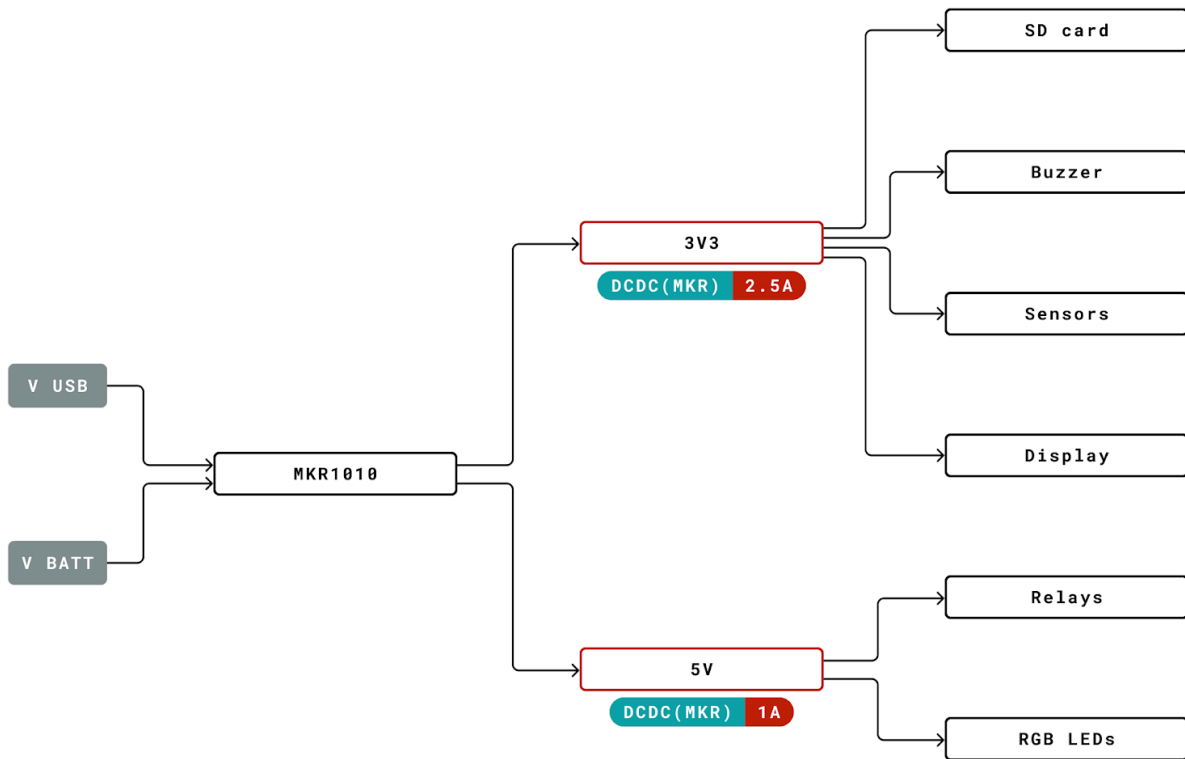 SD card
Buzzer
3V3
DCDC(MKR) 2.5A
Sensors
V USB
Display
MKR1010
V BATT
Relays
5V
DCDC(MKR) 1A
RGB LEDs